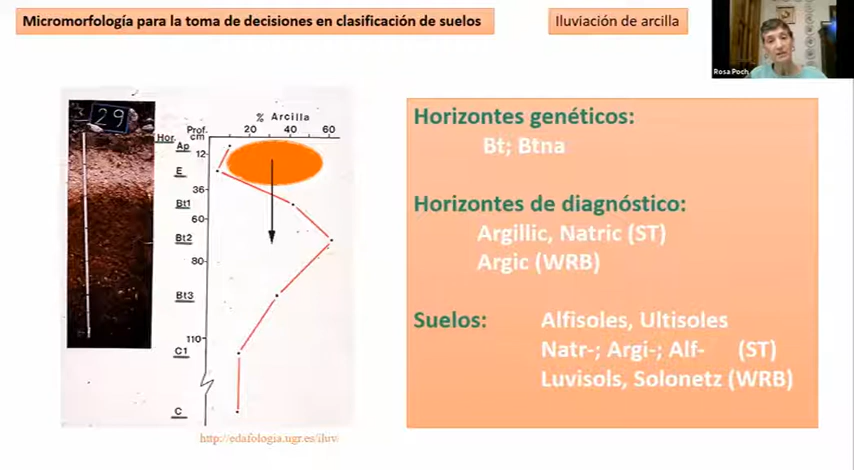 Micromorfología para la toma de decisiones en clasificación de suelos
Iluviación de arcilla
Rosa Poch
29
% Arcilla
20 40 60
Prof.
cm
Hor.
Ap
12
E
36
Bt1
60
Bt2
80
Bt3
110
C1
C
http://edafologia.ugr.es/iluv
Horizontes genéticos:
Bt; Btna
Horizontes de diagnóstico:
Argillic, Natric (ST)
Argic (WRB)
Suelos: Alfisoles, Ultisoles
Natr-; Argi-; Alf- (ST)
Luvisols, Solonetz (WRB)